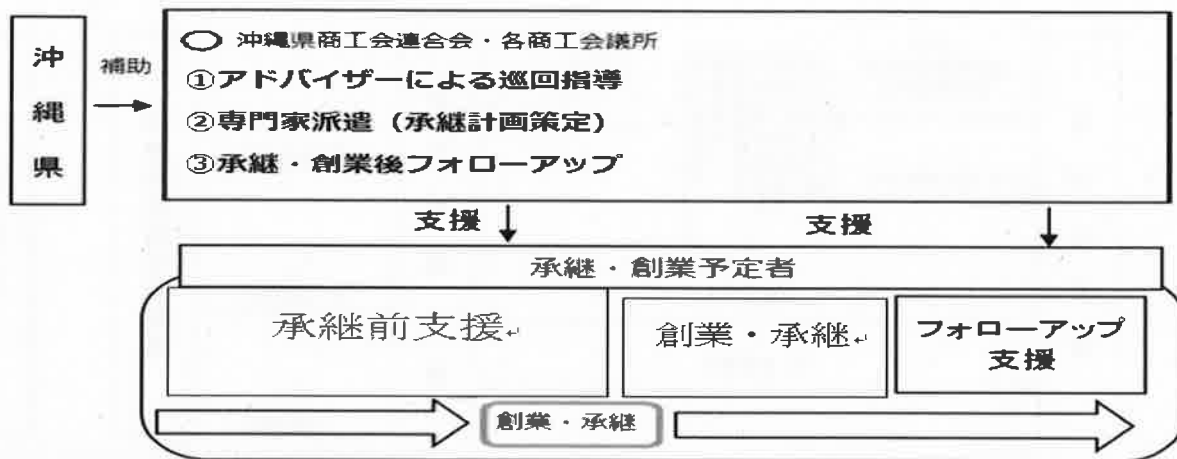 沖縄県
補助
○ 沖縄県商工会連合会・各商工会議所
①アドバイザーによる巡回指導
②専門家派遣（承継計画策定）
③承継・創業後フォローアップ
支援
支援
承継・創業予定者
承継前支援
創業・承継
フォローアップ
支援
創業・承継